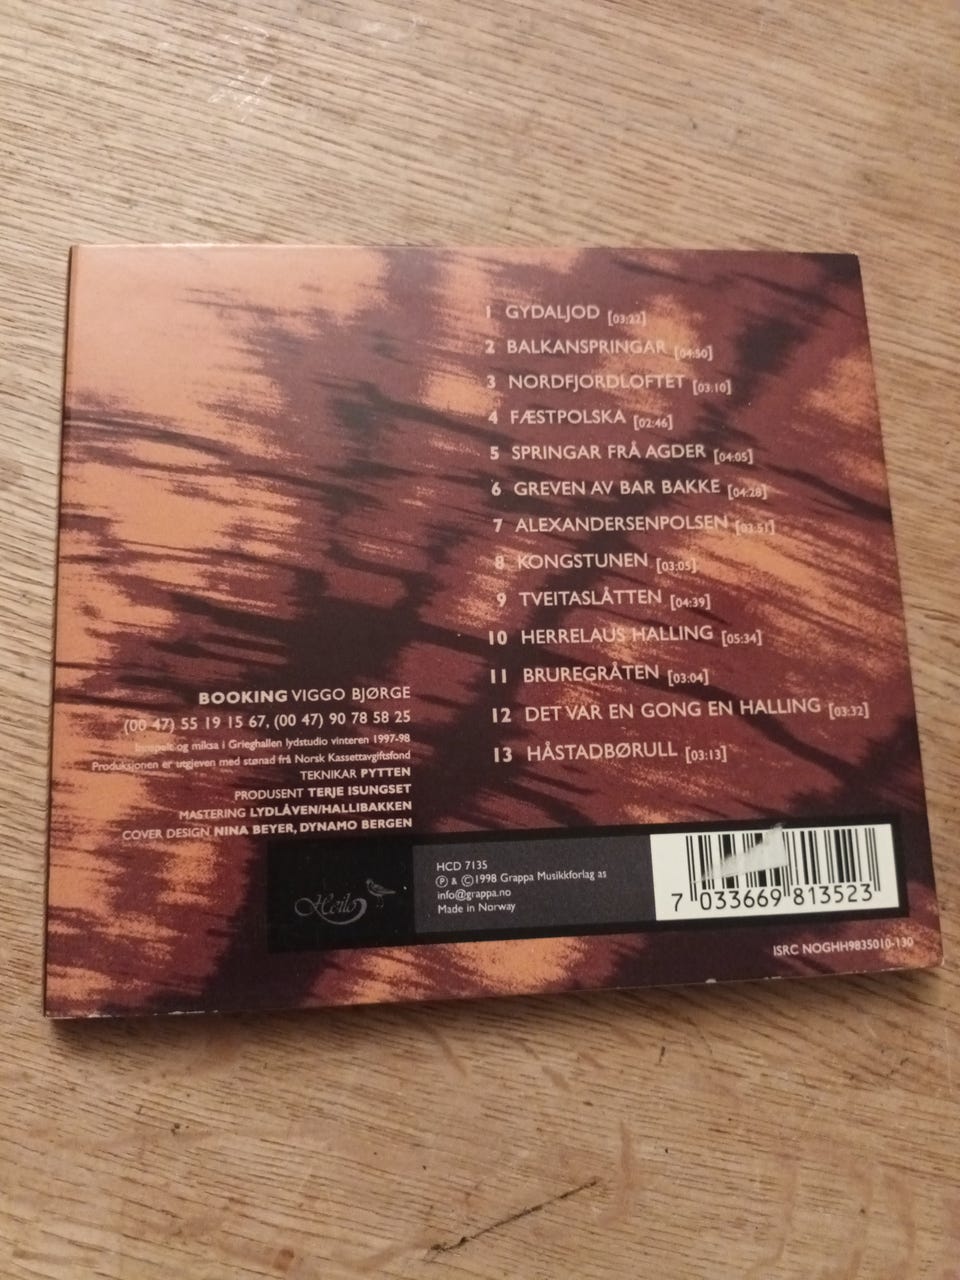 1 GYDALJOD [03:22]
2 BALKANSPRINGAR [04:50]
3 NORDFJORDLOFTET [03:10]
4 FÆSTPOLSKA [02:46]
5 SPRINGAR FRÅ AGDER [04:05]
6 GREVEN AV BAR BAKKE [04:28]
7 ALEXANDERSENPOLSEN [03:51]
8 KONGSTUNEN [03:05]
9 TVEITASLÅTTEN [04:39]
10 HERRELAUS HALLING [05:34]
11 BRUREGRÅTEN [03:04]
12 DET VAR EN GONG EN HALLING [03:32]
13 HÅSTADBØRULL [03:13]
BOOKING VIGGO BJØRGE
(00 47) 55 19 15 67, (00 47) 90 78 58 25
Innspelt og miksa i Grieghallen lydstudio vinteren 1997-98
Produksjonen er utgjeven med stønad frå Norsk Kassettavgiftsfond
TEKNIKAR PYTTEN
PRODUSENT TERJE ISUNGSET
MASTERING LYDLÅVEN/HALLIBAKKEN
COVER DESIGN NINA BEYER, DYNAMO BERGEN
Heilo
HCD 7135
Ⓟ & Ⓒ1998 Grappa Musikkforlag as
info@grappa.no
Made in Norway
7 033669 813523
ISRC NOGHH9835010-130